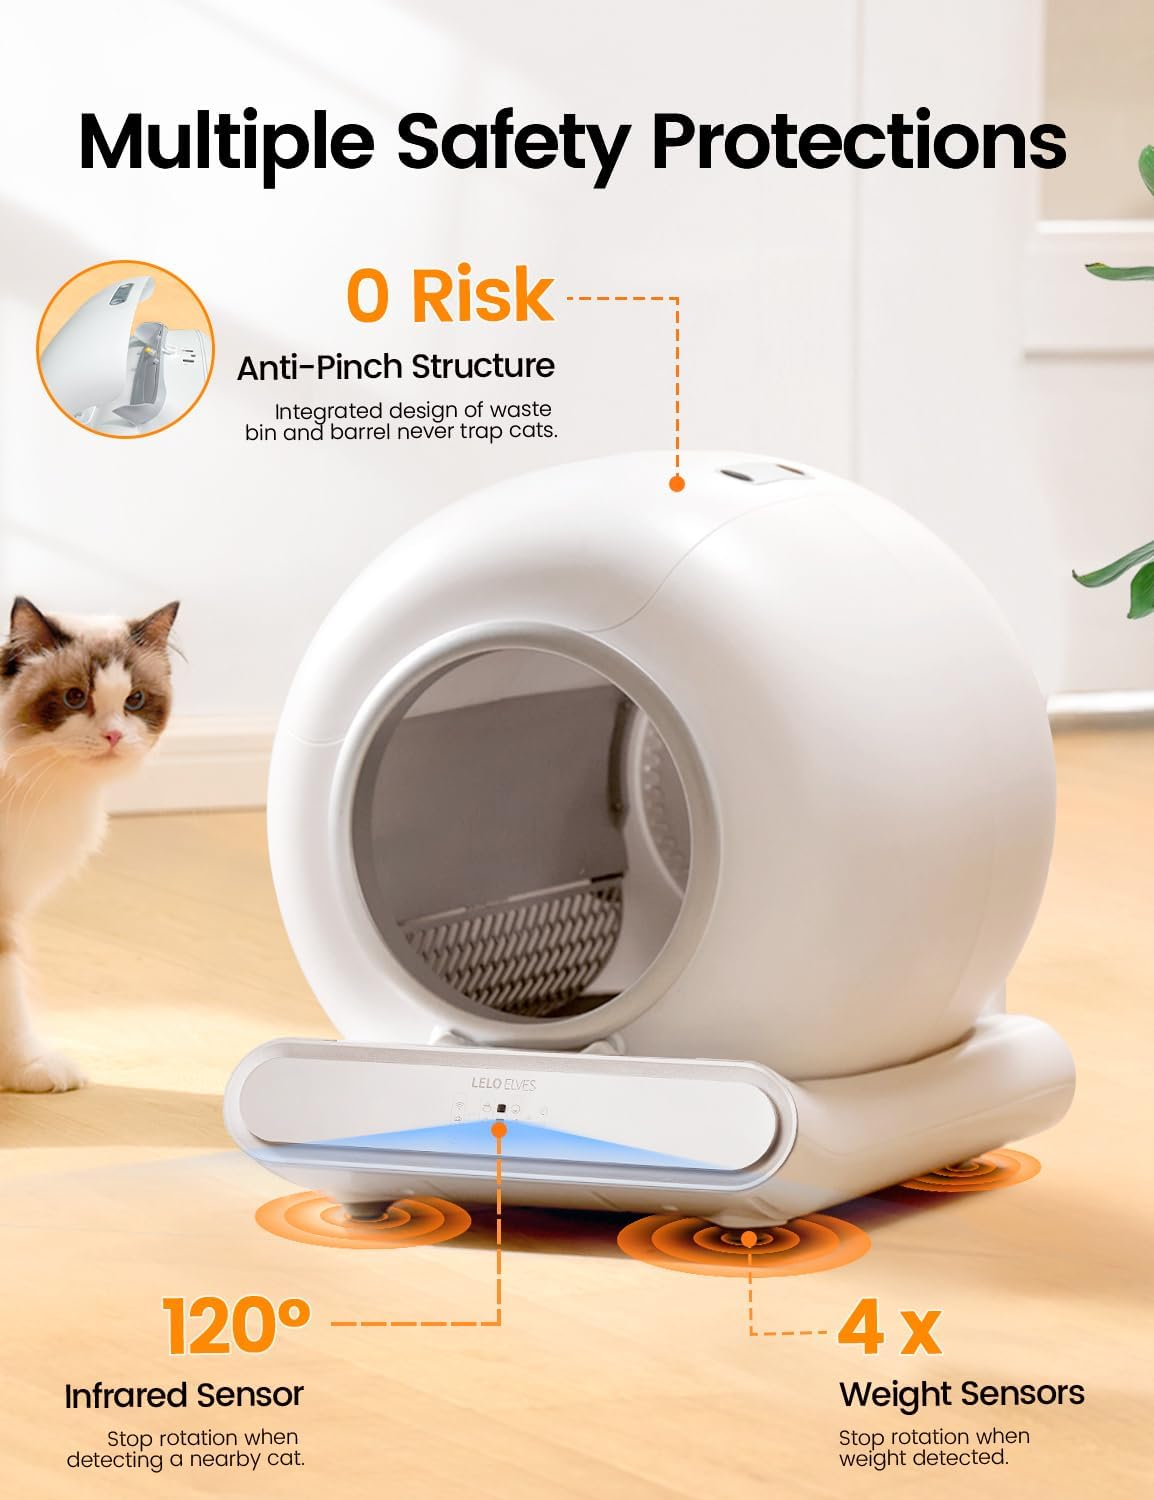 Multiple Safety Protections
0 Risk
Anti-Pinch Structure
Integrated design of waste
bin and barrel never trap cats.
LELO ELVES
120°
Infrared Sensor
Stop rotation when
detecting a nearby cat.
4 x
Weight Sensors
Stop rotation when
weight detected.